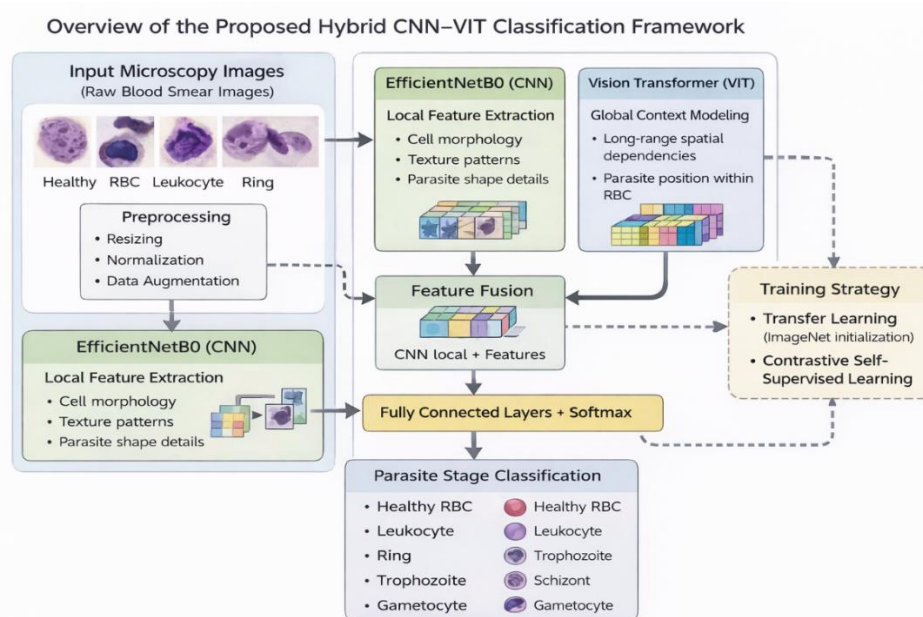 Overview of the Proposed Hybrid CNN–VIT Classification Framework
Input Microscopy Images
(Raw Blood Smear Images)
Healthy
RBC
Leukocyte
Ring
Preprocessing
• Resizing
• Normalization
• Data Augmentation
EfficientNetB0 (CNN)
Local Feature Extraction
• Cell morphology
• Texture patterns
• Parasite shape details
EfficientNetB0 (CNN)
Local Feature Extraction
• Cell morphology
• Texture patterns
• Parasite shape details
Vision Transformer (VIT)
Global Context Modeling
• Long-range spatial
dependencies
• Parasite position within
RBC
Feature Fusion
CNN local + Features
Training Strategy
• Transfer Learning
(ImageNet initialization)
• Contrastive Self-
Supervised Learning
Fully Connected Layers + Softmax
Parasite Stage Classification
• Healthy RBC
• Leukocyte
• Ring
• Trophozoite
• Gametocyte
Healthy RBC
Leukocyte
Trophozoite
Schizont
Gametocyte